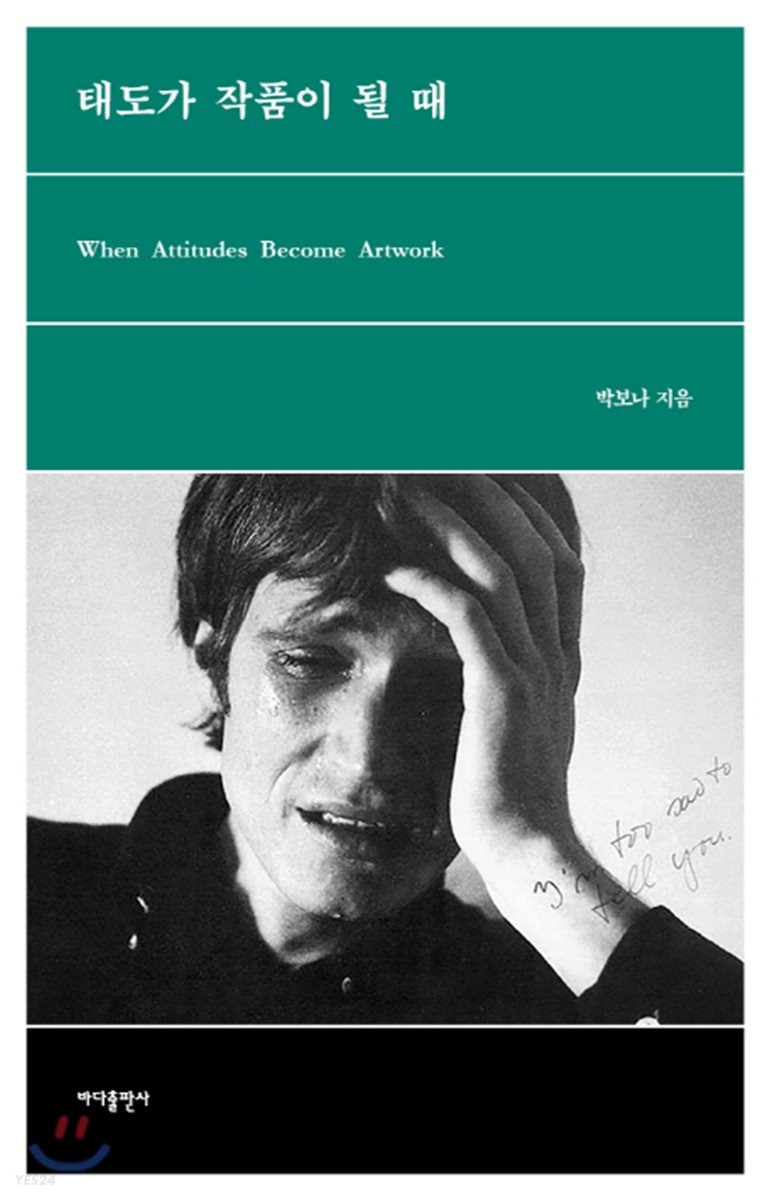 태도가 작품이 될 때
When Attitudes Become Artwork
박보나 지음
I'm too sad to
tell you.
바다출판사
YES24